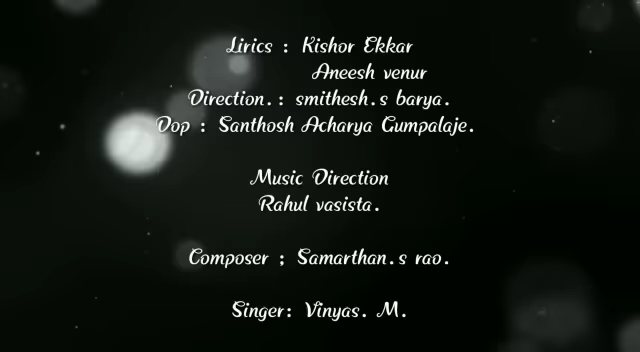 Lirics : Kishor Ekkar
Aneesh venur
Direction. : smithesh.s barya.
Dop : Santhosh Acharya Gumpalaje.
Music Direction
Rahul vasista.
Composer ; Samarthan.s rao.
Singer: Vinyas. M.